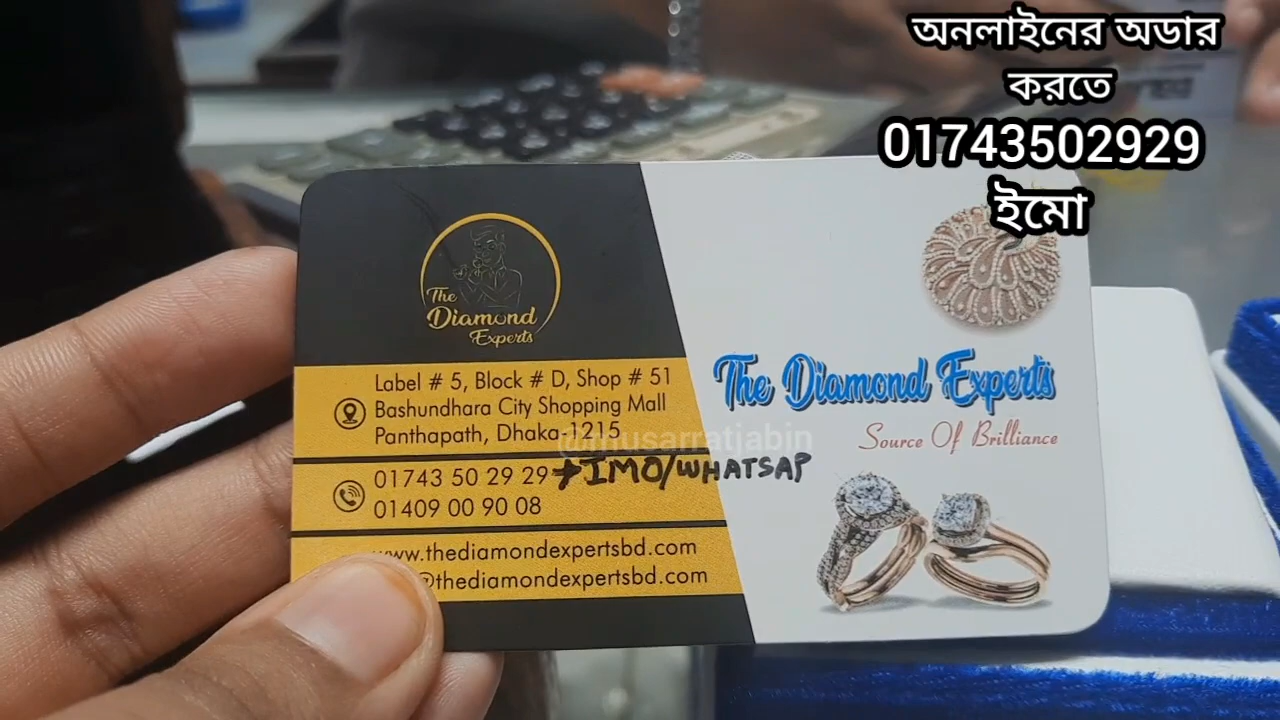 অনলাইনের অডার
করতে
01743502929
ইমো
The
Diamond
Experts
Label # 5, Block # D, Shop # 51
Bashundhara City Shopping Mall
Panthapath, Dhaka-1215
@musarratjabin
01743 50 29 29 → IMO/WHATSAP
01409 00 90 08
www.thediamondexpertsbd.com
@thediamondexpertsbd.com
The Diamond Experts
Source Of Brilliance